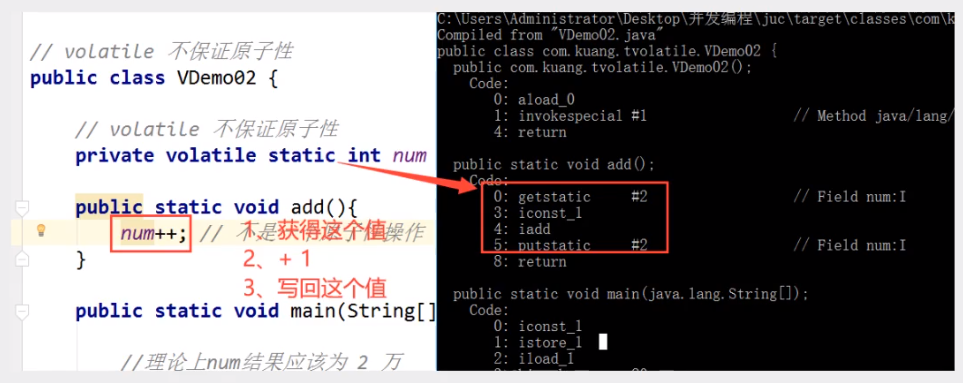 // volatile 不保证原子性
public class VDemo02 {
// volatile 不保证原子性
private volatile static int num
public static void add(){
num++; // 不是 操作
1、获得这个值
2、+ 1
}
3、写回这个值
public static void main(String[]
//理论上num结果应该为 2 万
C:\Users\Administrator\Desktop\并发编程\juc\target\classes\com\k
Compiled from "VDemo02.java"
public class com.kuang.tvolatile.VDemo02 {
public com.kuang.tvolatile.VDemo02();
Code:
0: aload_0
1: invokespecial #1 // Method java/lang/
4: return
public static void add();
Code:
0: getstatic #2 // Field num:I
3: iconst_1
4: iadd
5: putstatic #2 // Field num:I
8: return
public static void main(java.lang.String[]);
Code:
0: iconst_1
1: istore_1
2: iload_1